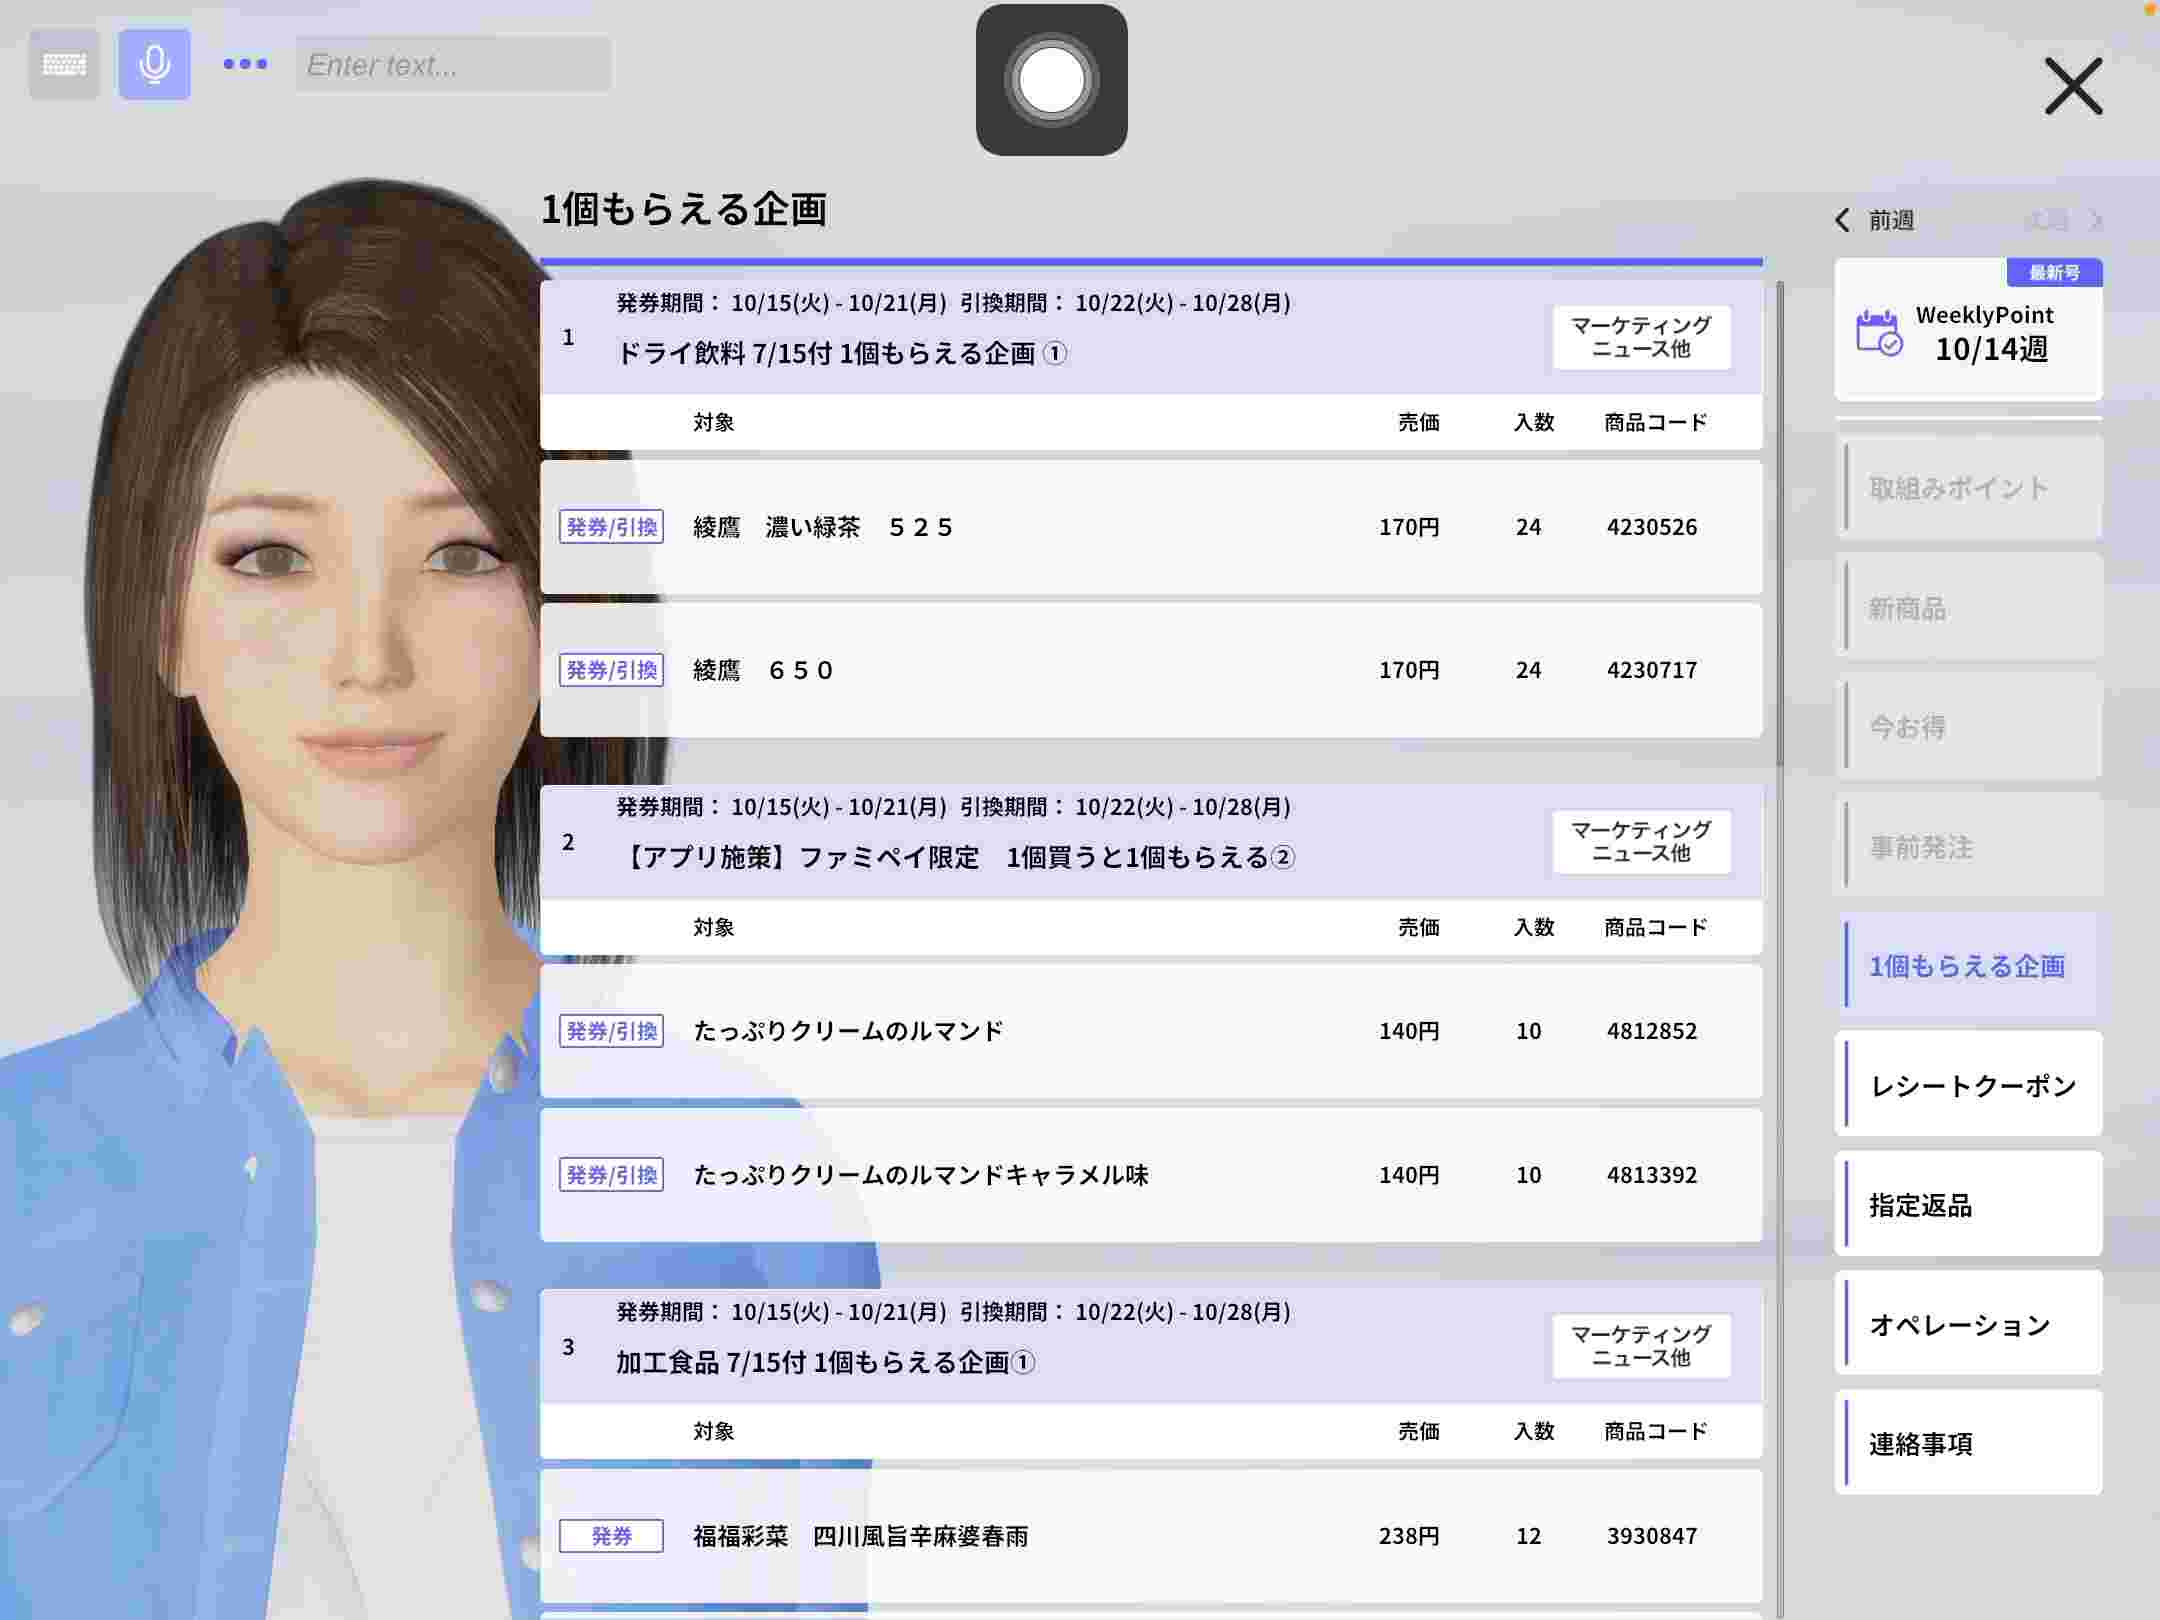 Enter text...
1個もらえる企画
前週
最新号
WeeklyPoint
10/14週
1
発券期間： 10/15(火) - 10/21(月) 引換期間： 10/22(火) - 10/28(月)
ドライ飲料 7/15付 1個もらえる企画 ①
マーケティング
ニュース他
対象 売価 入数 商品コード
発券/引換 綾鷹　濃い緑茶　５２５ 170円 24 4230526
発券/引換 綾鷹　６５０ 170円 24 4230717
2
発券期間： 10/15(火) - 10/21(月) 引換期間： 10/22(火) - 10/28(月)
【アプリ施策】ファミペイ限定　1個買うと1個もらえる②
マーケティング
ニュース他
対象 売価 入数 商品コード
発券/引換 たっぷりクリームのルマンド 140円 10 4812852
発券/引換 たっぷりクリームのルマンドキャラメル味 140円 10 4813392
3
発券期間： 10/15(火) - 10/21(月) 引換期間： 10/22(火) - 10/28(月)
加工食品 7/15付 1個もらえる企画①
マーケティング
ニュース他
対象 売価 入数 商品コード
発券 福福彩菜　四川風旨辛麻婆春雨 238円 12 3930847
取組みポイント
新商品
今お得
事前発注
1個もらえる企画
レシートクーポン
指定返品
オペレーション
連絡事項